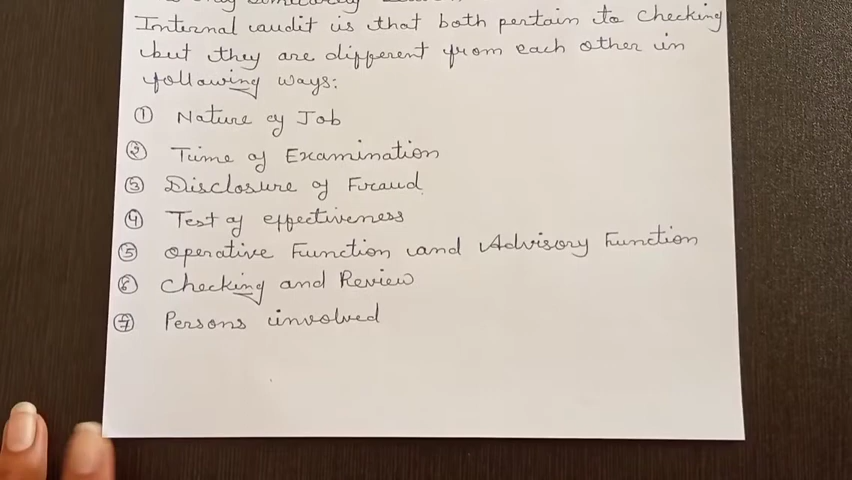 Internal audit is that both pertain to checking
but they are different from each other in
following ways:
① Nature of Job
② Time of Examination
③ Disclosure of Fraud
④ Test of effectiveness
⑤ Operative Function and Advisory Function
⑥ Checking and Review
⑦ Persons involved